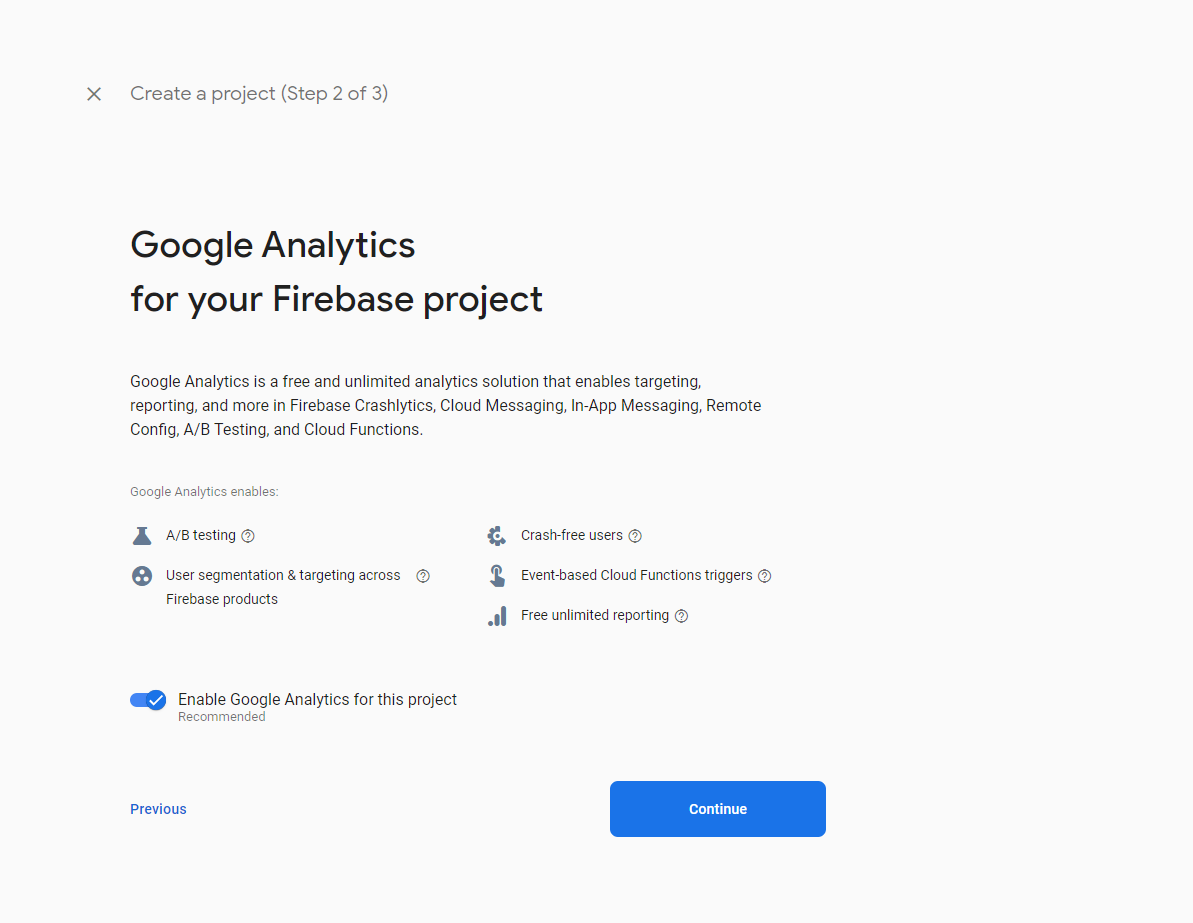 Create a project (Step 2 of 3)
Google Analytics
for your Firebase project
Google Analytics is a free and unlimited analytics solution that enables targeting,
reporting, and more in Firebase Crashlytics, Cloud Messaging, In-App Messaging, Remote
Config, A/B Testing, and Cloud Functions.
Google Analytics enables:
A/B testing
User segmentation & targeting across
Firebase products
Crash-free users
Event-based Cloud Functions triggers
Free unlimited reporting
Enable Google Analytics for this project
Recommended
Previous
Continue